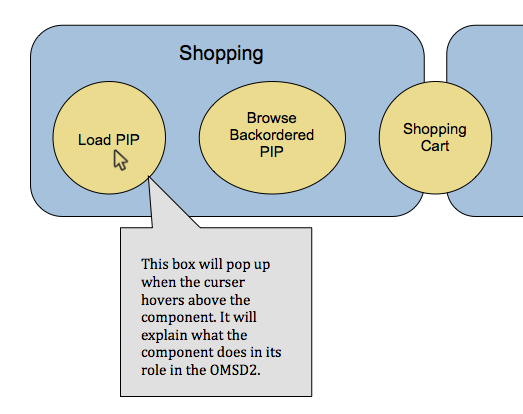 Shopping
Load PIP
Browse
Backordered
PIP
Shopping
Cart
This box will pop up
when the curser
hovers above the
component. It will
explain what the
component does in its
role in the OMSD2.